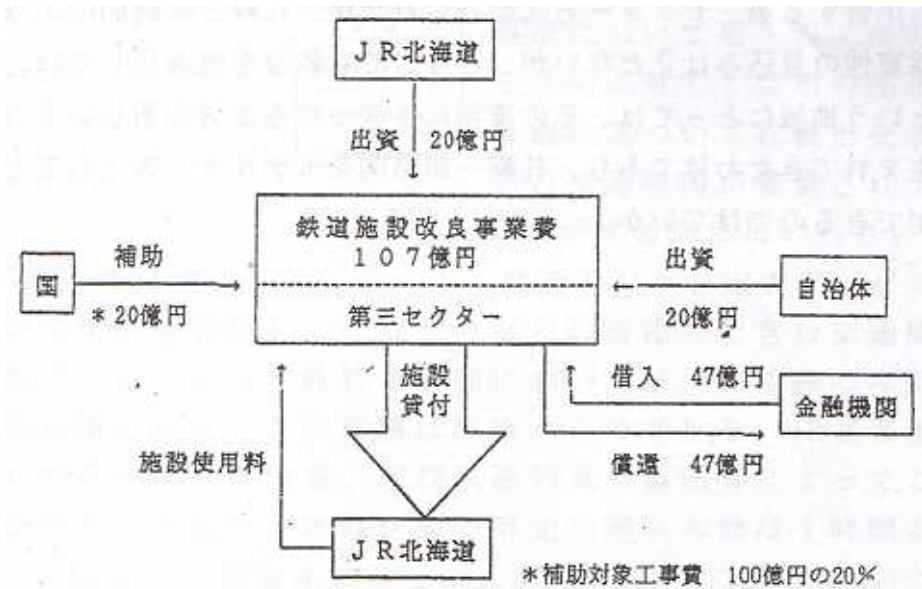 JR北海道
出資 20億円
鉄道施設改良事業費
107億円
第三セクター
国
補助
*20億円
出資
20億円
自治体
施設
貸付
借入 47億円
金融機関
償還 47億円
施設使用料
JR北海道
*補助対象工事費 100億円の20%